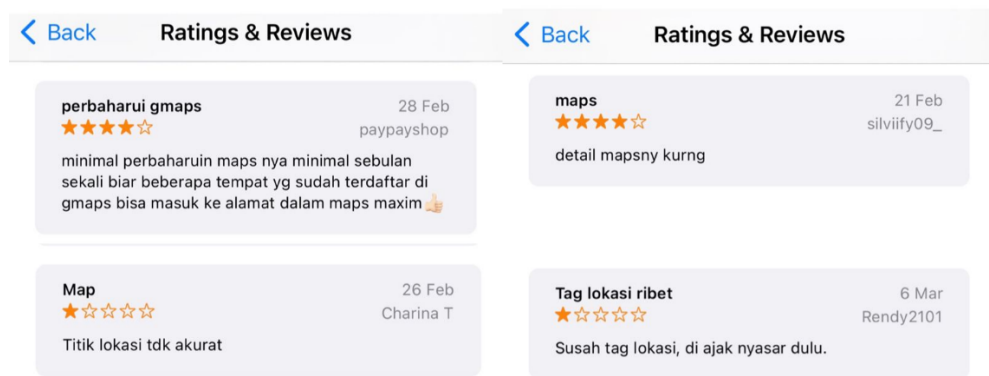 Back
Ratings & Reviews
perbaharui gmaps
28 Feb
paypayshop
minimal perbaharuin maps nya minimal sebulan
sekali biar beberapa tempat yg sudah terdaftar di
gmaps bisa masuk ke alamat dalam maps maxim👍🏻
Map
26 Feb
Charina T
Titik lokasi tdk akurat
Back
Ratings & Reviews
maps
21 Feb
silviify09_
detail mapsny kurng
Tag lokasi ribet
6 Mar
Rendy2101
Susah tag lokasi, di ajak nyasar dulu.